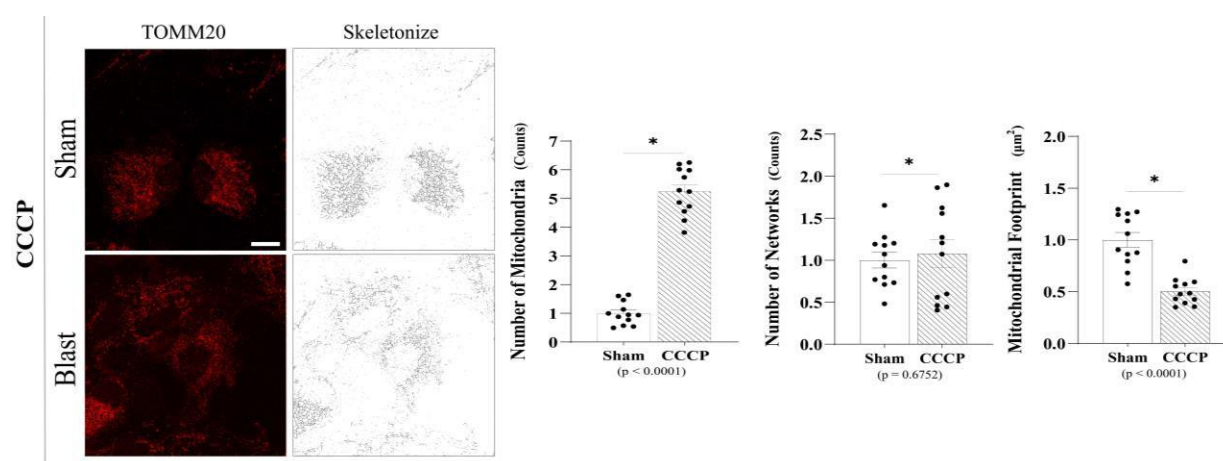 TOMM20
Skeletonize
CCCP
Sham
Blast
Number of Mitochondria (Counts)
7
6
5
4
3
2
1
0
*
Sham
CCCP
(p < 0.0001)
Number of Networks (Counts)
2.5
2.0
1.5
1.0
0.5
0.0
*
Sham
CCCP
(p = 0.6752)
Mitochondrial Footprint (μm²)
2.0
1.5
1.0
0.5
0.0
*
Sham
CCCP
(p < 0.0001)